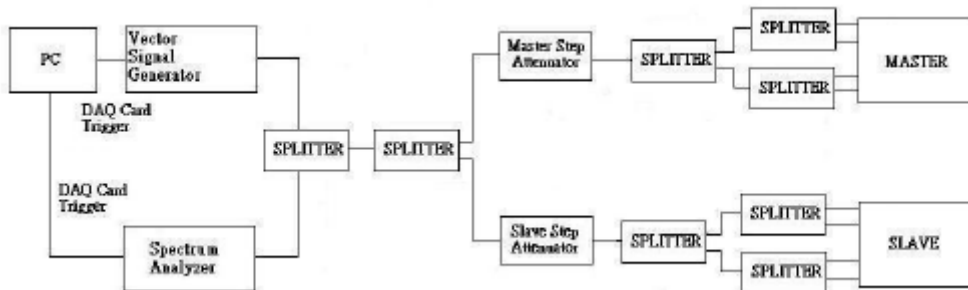 PC
Vector
Signal
Generator
DAQ Card
Trigger
DAQ Card
Trigger
Spectrum
Analyzer
SPLITTER
SPLITTER
Master Step
Attenuator
SPLITTER
SPLITTER
SPLITTER
MASTER
Slave Step
Attenuator
SPLITTER
SPLITTER
SPLITTER
SLAVE